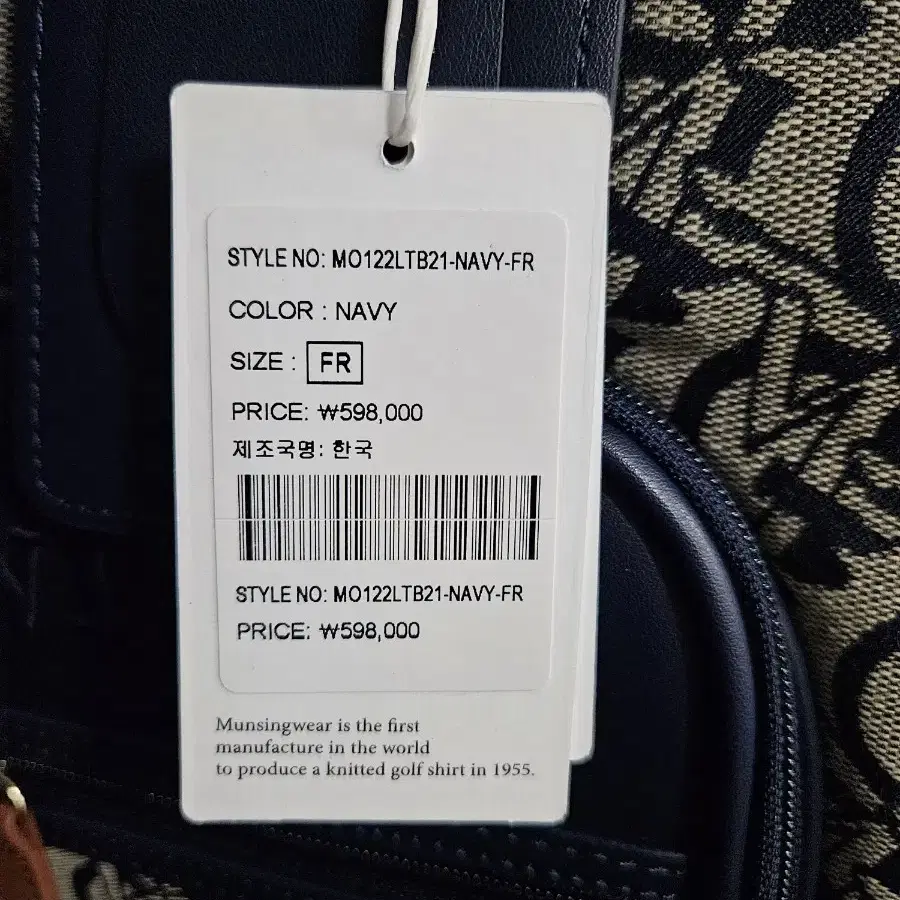 STYLE NO: MO122LTB21-NAVY-FR
COLOR : NAVY
SIZE : FR
PRICE: ₩598,000
제조국명: 한국
STYLE NO: MO122LTB21-NAVY-FR
PRICE: ₩598,000
Munsingwear is the first
manufacture in the world
to produce a knitted golf shirt in 1955.